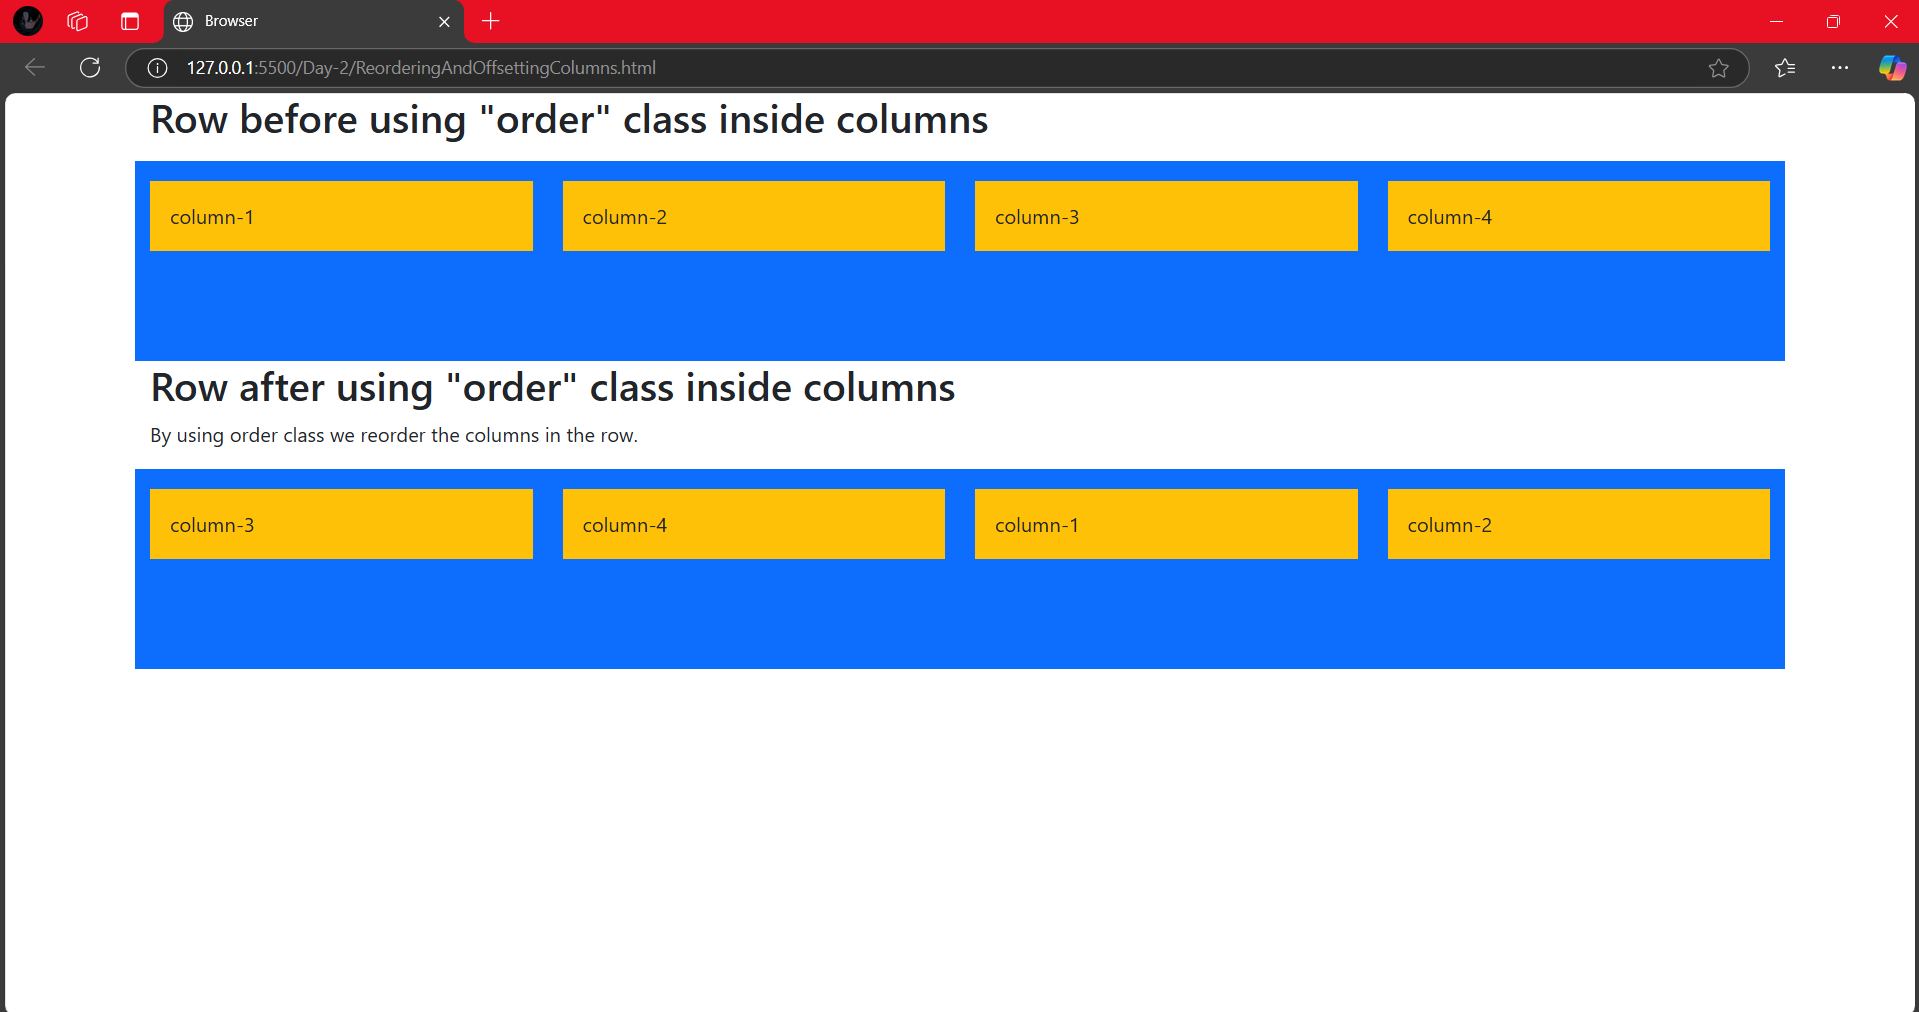 Browser
127.0.0.1:5500/Day-2/ReorderingAndOffsettingColumns.html
Row before using "order" class inside columns
column-1 column-2 column-3 column-4
Row after using "order" class inside columns
By using order class we reorder the columns in the row.
column-3 column-4 column-1 column-2